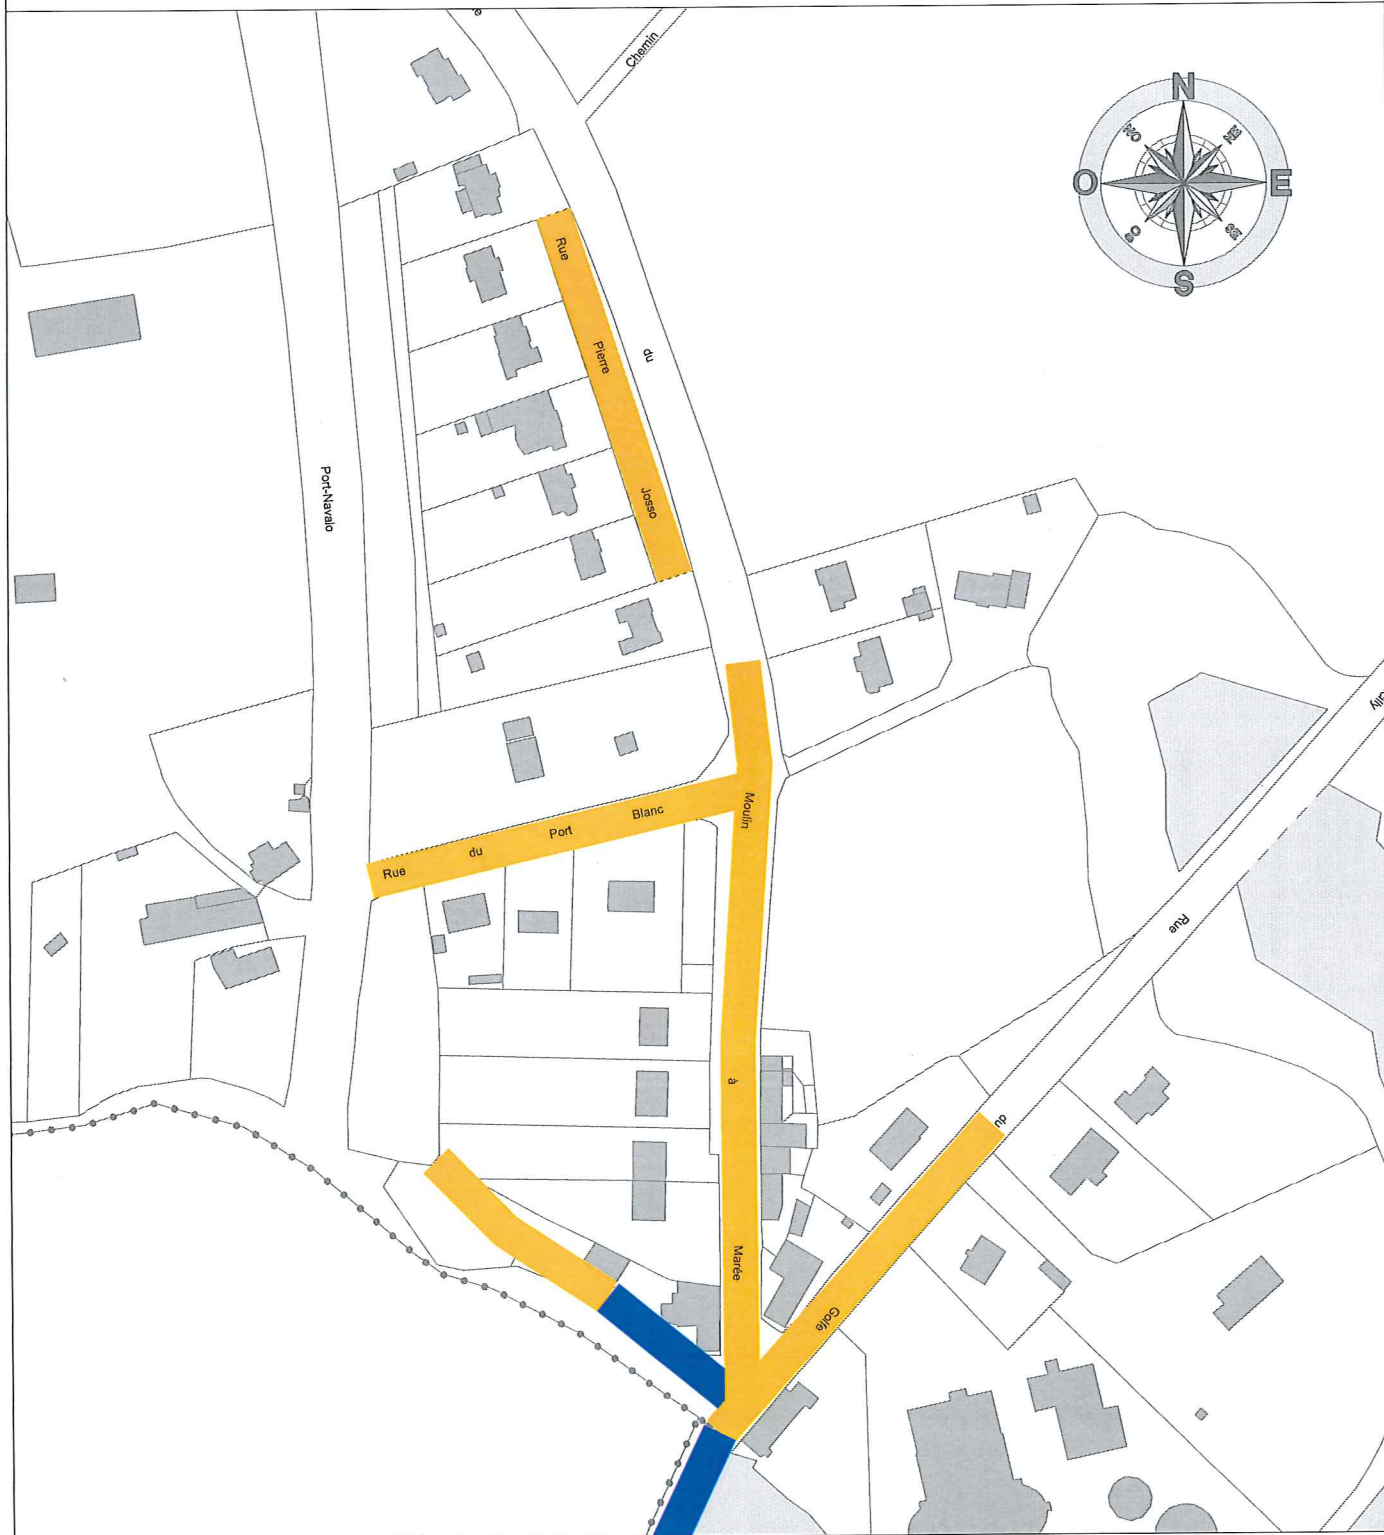 Chemin
N
NO
NE
O
E
SO
SE
S
Rue Pierre Josso
du
Port-Navalo
Moulin
Rue du Port Blanc
Rue
du
à
Marée
Golfe